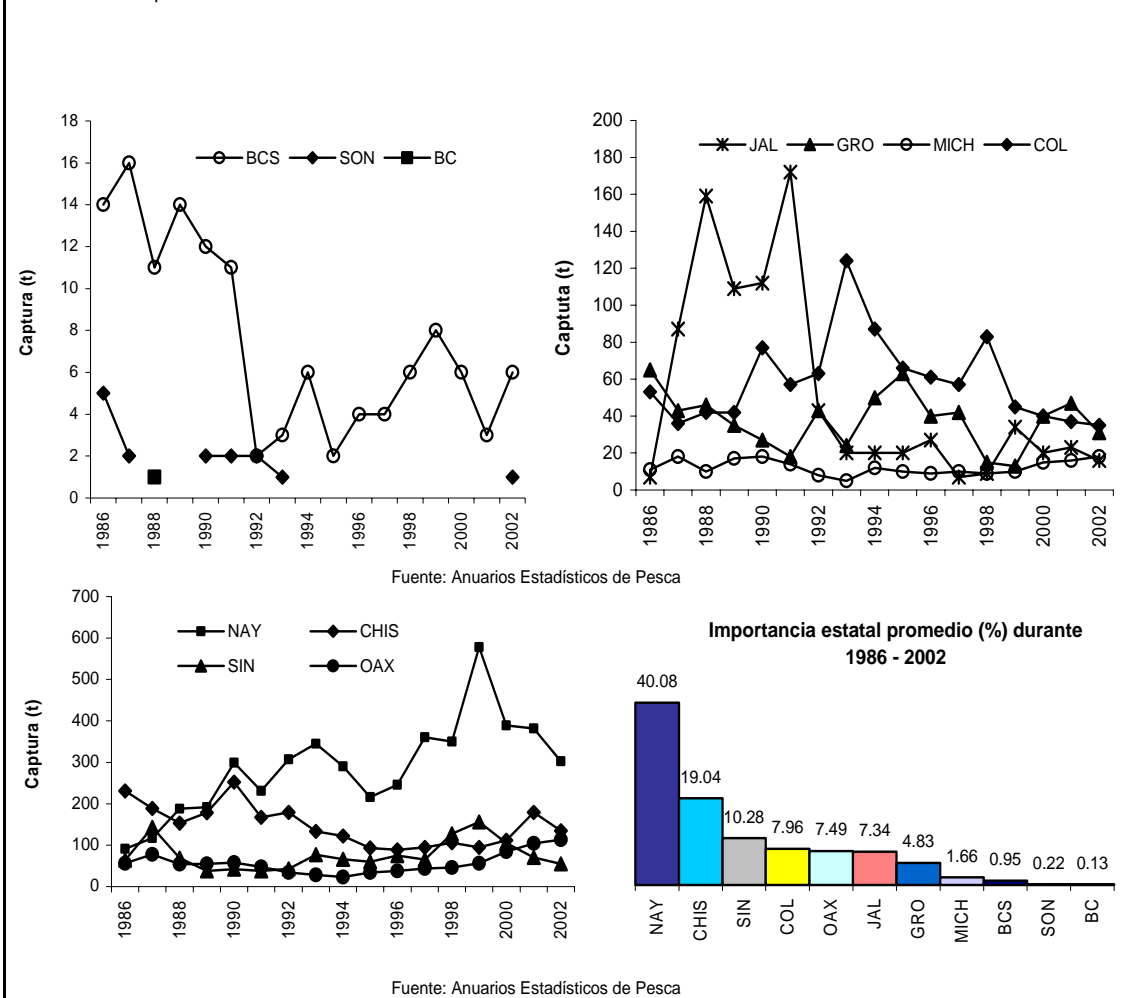 18
16
14
12
10
8
6
4
2
0
Captura (t)
BCS SON BC
1986 1988 1990 1992 1994 1996 1998 2000 2002
200
180
160
140
120
100
80
60
40
20
0
Captuta (t)
JAL GRO MICH COL
1986 1988 1990 1992 1994 1996 1998 2000 2002
Fuente: Anuarios Estadísticos de Pesca
700
600
500
400
300
200
100
0
Captura (t)
NAY CHIS
SIN OAX
1986 1988 1990 1992 1994 1996 1998 2000 2002
Importancia estatal promedio (%) durante
1986 - 2002
40.08 19.04 10.28 7.96 7.49 7.34 4.83 1.66 0.95 0.22 0.13
NAY CHIS SIN COL OAX JAL GRO MICH BCS SON BC
Fuente: Anuarios Estadísticos de Pesca